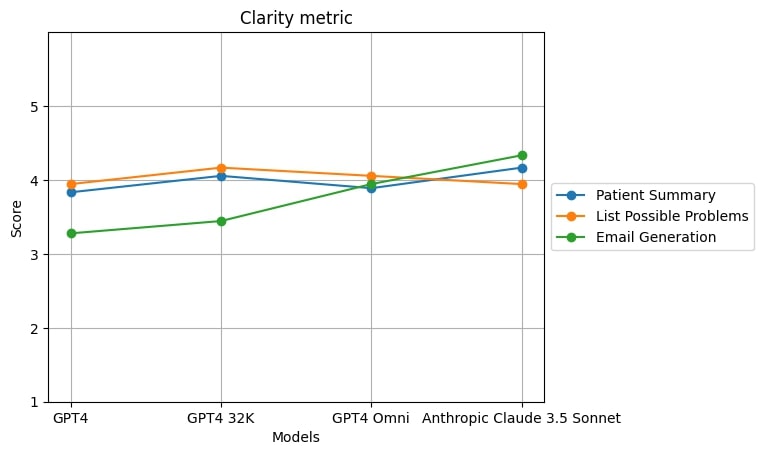 Clarity metric
5
4
3
2
1
Score
GPT4
GPT4 32K
GPT4 Omni
Anthropic Claude 3.5 Sonnet
Models
Patient Summary
List Possible Problems
Email Generation